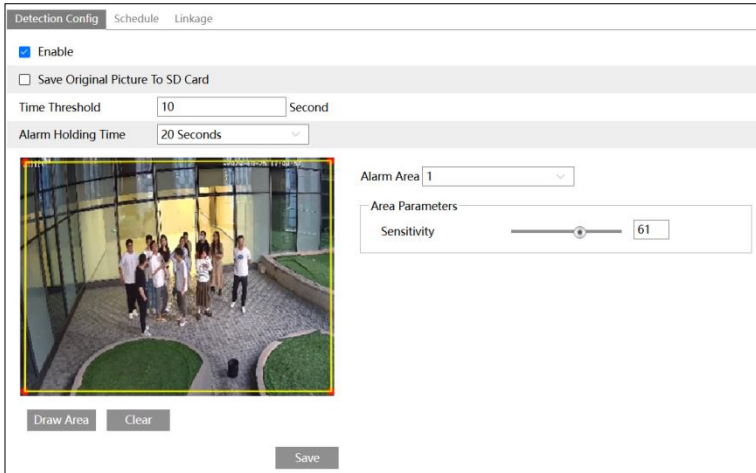 Detection Config Schedule Linkage
Enable
Save Original Picture To SD Card
Time Threshold 10 Second
Alarm Holding Time 20 Seconds
Alarm Area 1
Area Parameters
Sensitivity 61
Draw Area Clear
Save